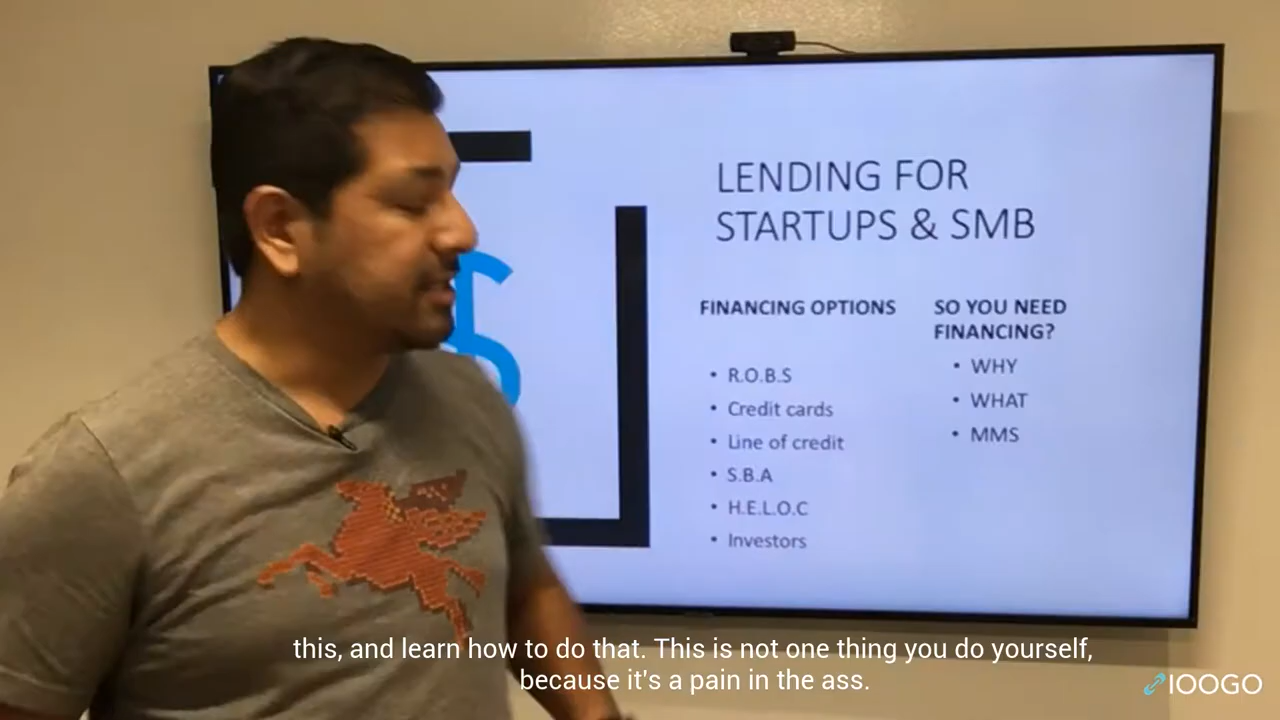 LENDING FOR
STARTUPS & SMB
FINANCING OPTIONS
• R.O.B.S
• Credit cards
• Line of credit
• S.B.A
• H.E.L.O.C
• Investors
SO YOU NEED
FINANCING?
• WHY
• WHAT
• MMS
this, and learn how to do that. This is not one thing you do yourself,
because it's a pain in the ass.
IOOGO